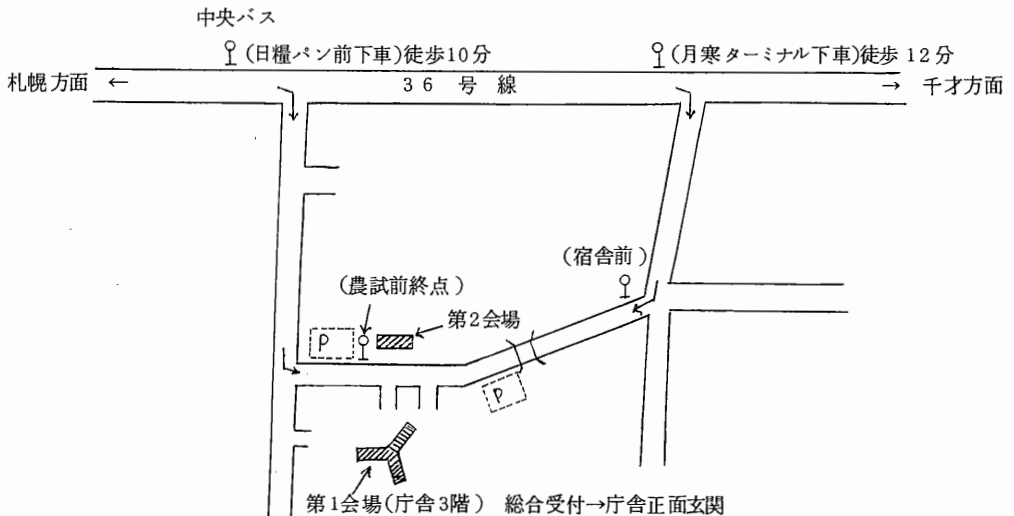 中央バス
(日糧パン前下車)徒歩10分
(月寒ターミナル下車)徒歩 12分
札幌方面 ←
36 号 線
→ 千才方面
(宿舎前)
(農試前終点)
第2会場
P
P
第1会場(庁舎3階) 総合受付→庁舎正面玄関